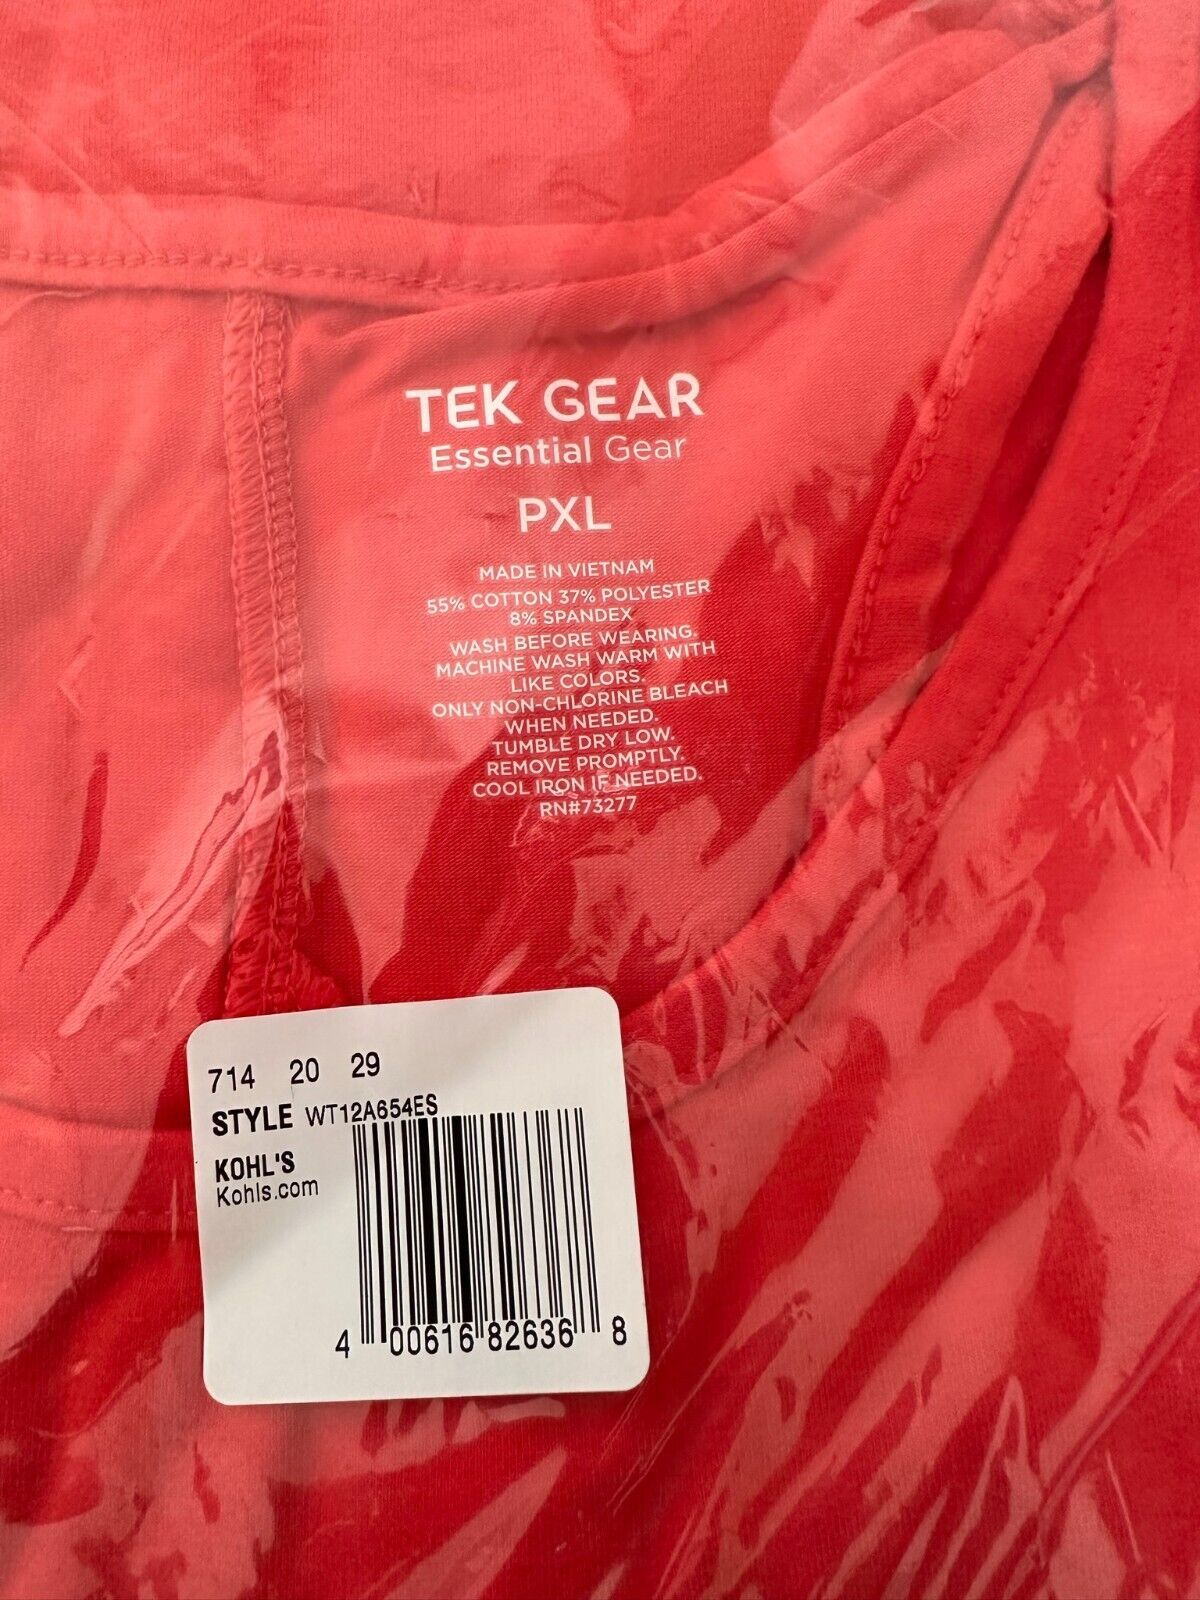 TEK GEAR
Essential Gear
PXL
MADE IN VIETNAM
55% COTTON 37% POLYESTER
8% SPANDEX
WASH BEFORE WEARING.
MACHINE WASH WARM WITH
LIKE COLORS.
ONLY NON-CHLORINE BLEACH
WHEN NEEDED.
TUMBLE DRY LOW.
REMOVE PROMPTLY.
COOL IRON IF NEEDED.
RN#73277
714 20 29
STYLE WT12A654ES
KOHL'S
Kohls.com
4 00616 82636 8